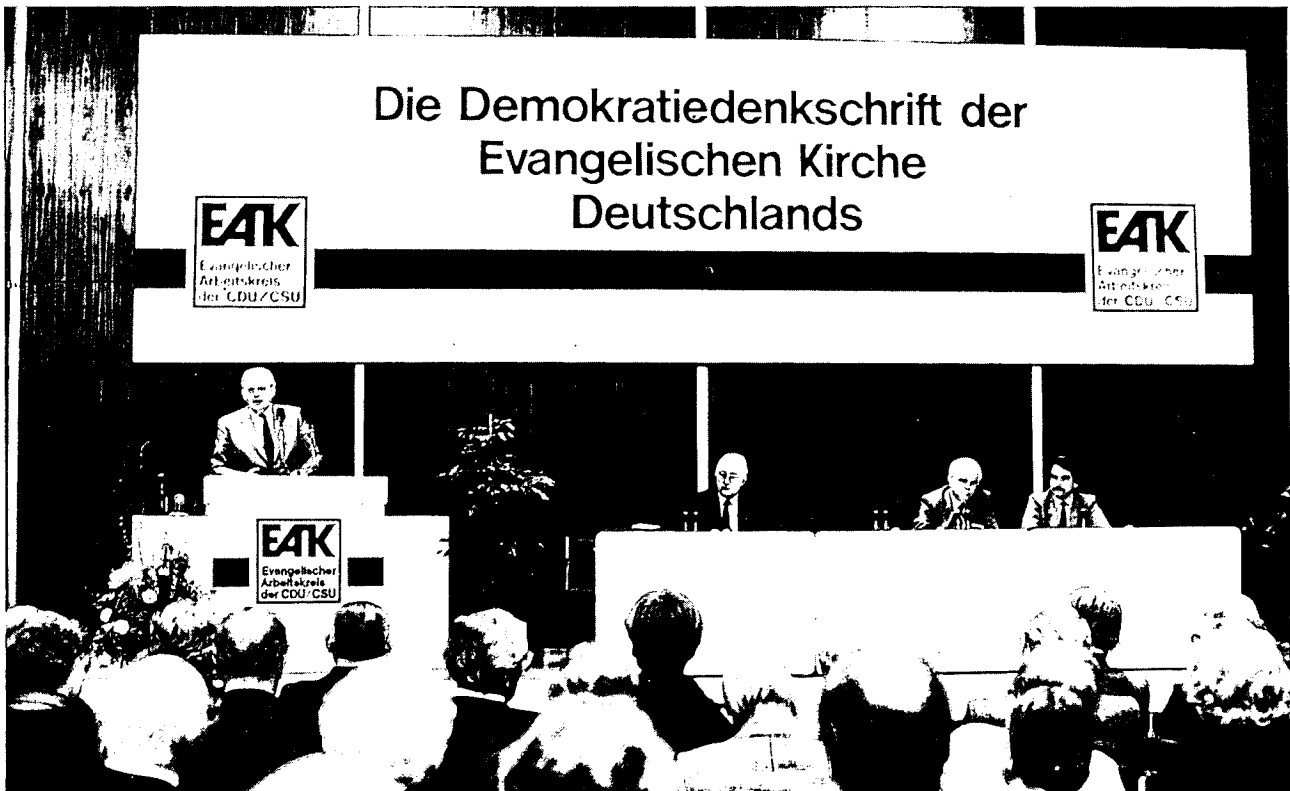 Die Demokratiedenkschrift der
Evangelischen Kirche
Deutschlands
EAK
Evangelischer
Arbeitskreis
der CDU/CSU
EAK
Evangelischer
Arbeitskreis
der CDU/CSU
EAK
Evangelischer
Arbeitskreis
der CDU/CSU